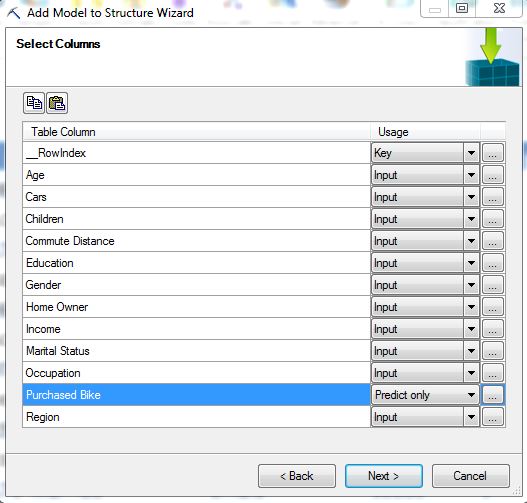 Add Model to Structure Wizard
Select Columns
Table Column Usage
__RowIndex Key ...
Age Input ...
Cars Input ...
Children Input ...
Commute Distance Input ...
Education Input ...
Gender Input ...
Home Owner Input ...
Income Input ...
Marital Status Input ...
Occupation Input ...
Purchased Bike Predict only ...
Region Input ...
< Back Next > Cancel